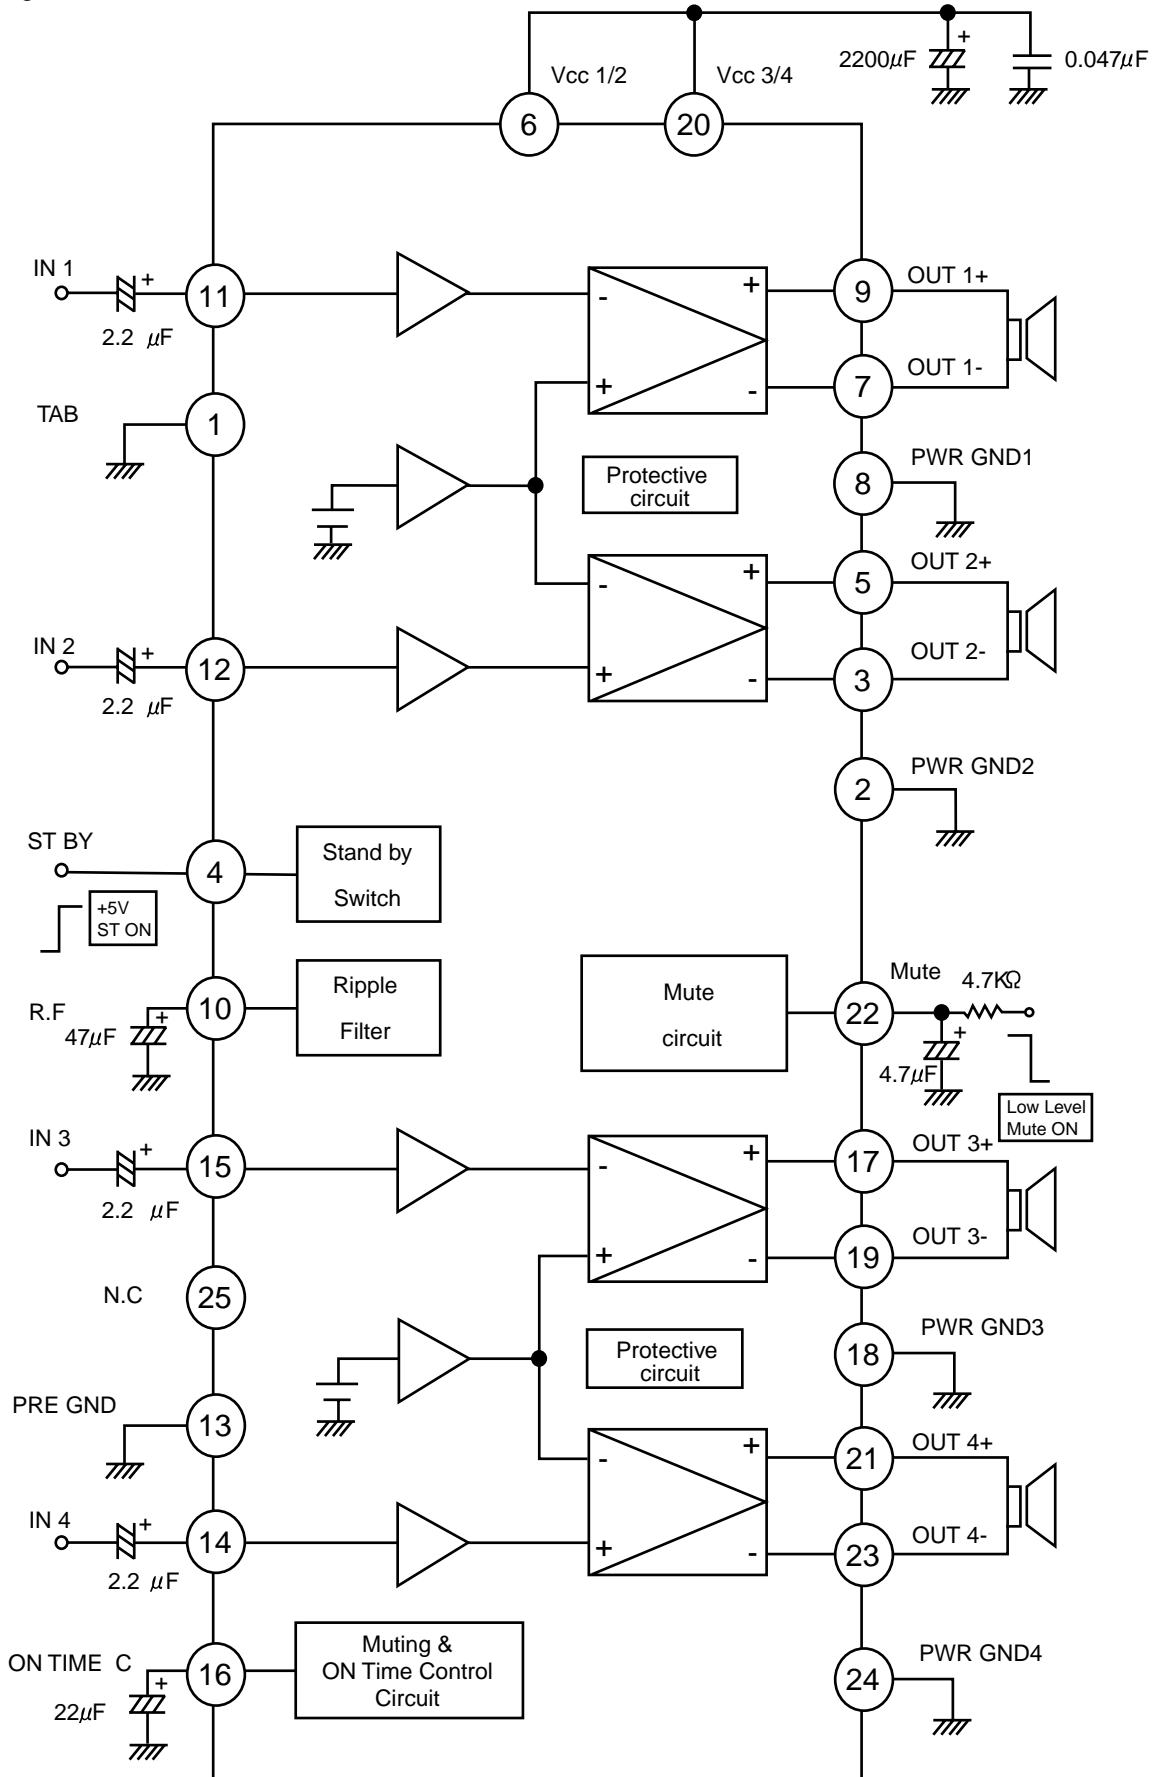 2200μF
0.047μF
+
Vcc 1/2
Vcc 3/4
6
20
IN 1
+
2.2 μF
11
-
+
+
-
9
OUT 1+
7
OUT 1-
TAB
1
Protective
circuit
8
PWR GND1
IN 2
+
2.2 μF
12
-
+
+
-
5
OUT 2+
3
OUT 2-
2
PWR GND2
ST BY
4
Stand by
Switch
+5V
ST ON
R.F
47μF
+
10
Ripple
Filter
Mute
circuit
22
Mute
4.7KΩ
+
4.7μF
Low Level
Mute ON
IN 3
+
2.2 μF
15
-
+
+
-
17
OUT 3+
19
OUT 3-
N.C
25
Protective
circuit
18
PWR GND3
PRE GND
13
IN 4
+
2.2 μF
14
-
+
+
-
21
OUT 4+
23
OUT 4-
ON TIME C
+
22μF
16
Muting &
ON Time Control
Circuit
24
PWR GND4